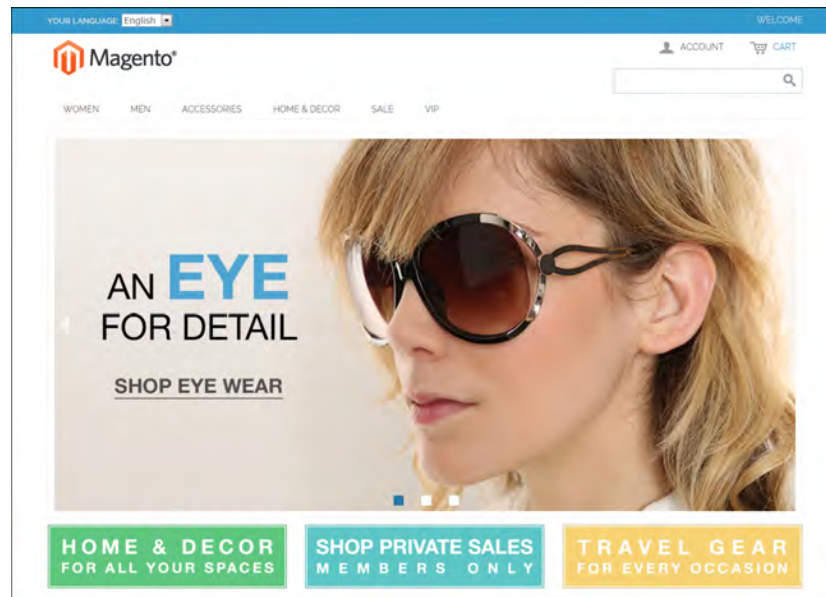 YOUR LANGUAGE: English
WELCOME
Magento®
ACCOUNT
CART
WOMEN MEN ACCESSORIES HOME & DECOR SALE VIP
AN EYE
FOR DETAIL
SHOP EYE WEAR
HOME & DECOR
FOR ALL YOUR SPACES
SHOP PRIVATE SALES
MEMBERS ONLY
TRAVEL GEAR
FOR EVERY OCCASION